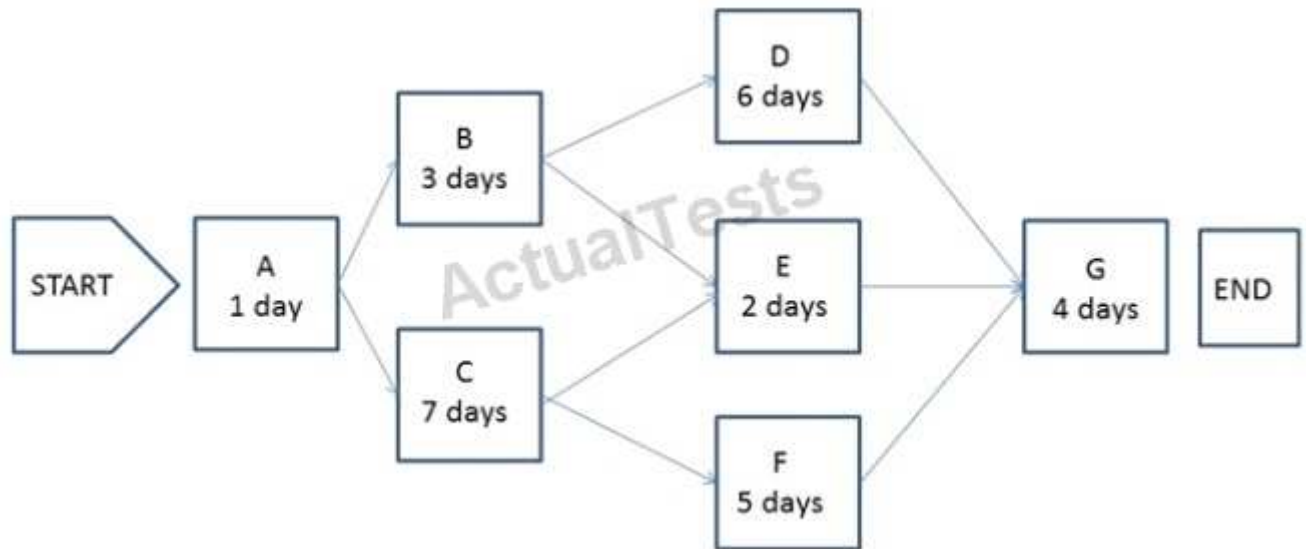 START
A
1 day
B
3 days
C
7 days
D
6 days
E
2 days
F
5 days
G
4 days
END
ActualTests